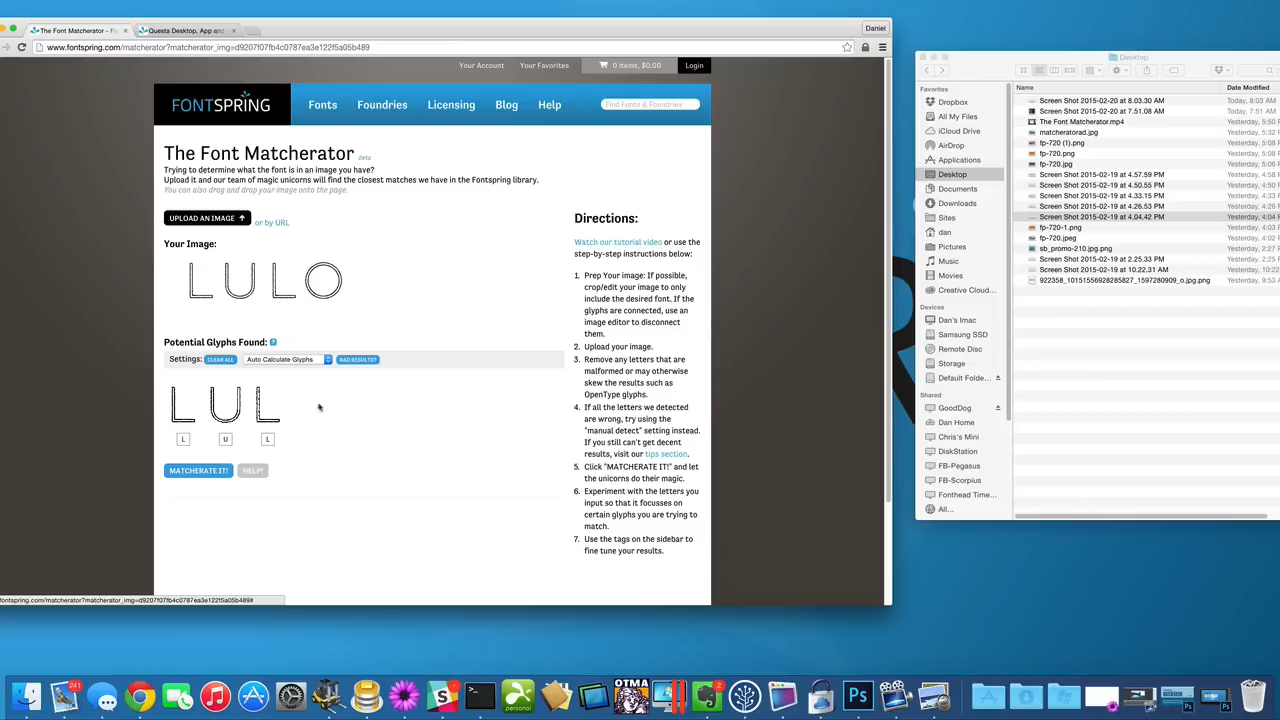 The Font Matcherator - Fo
Questa Desktop, App and
Daniel
www.fontspring.com/matcherator?matcherator_img=d9207f07fb4c0787ea3e122f5a05b489
Your Account
Your Favorites
0 items, $0.00
Login
FONTSPRING
Fonts
Foundries
Licensing
Blog
Help
Find Fonts & Foundries
The Font Matcherator beta
Trying to determine what the font is in an image you have?
Upload it and our team of magic unicorns will find the closest matches we have in the Fontspring library.
You can also drag and drop your image onto the page.
UPLOAD AN IMAGE
or by URL
Your Image:
LULO
Potential Glyphs Found: ?
Settings: CLEAR ALL Auto Calculate Glyphs BAD RESULTS?
L U L
L U L
MATCHERATE IT! HELP!
Directions:
Watch our tutorial video or use the
step-by-step instructions below:
1. Prep Your image: If possible,
crop/edit your image to only
include the desired font. If the
glyphs are connected, use an
image editor to disconnect
them.
2. Upload your image.
3. Remove any letters that are
malformed or may otherwise
skew the results such as
OpenType glyphs.
4. If all the letters we detected
are wrong, try using the
"manual detect" setting instead.
If you still can't get decent
results, visit our tips section.
5. Click "MATCHERATE IT!" and let
the unicorns do their magic.
6. Experiment with the letters you
input so that it focusses on
certain glyphs you are trying to
match.
7. Use the tags on the sidebar to
fine tune your results.
fontspring.com/matcherator?matcherator_img=d9207f07fb4c0787ea3e122f5a05b489#
Desktop
Favorites
Dropbox
All My Files
iCloud Drive
AirDrop
Applications
Desktop
Documents
Downloads
Sites
dan
Pictures
Music
Movies
Creative Cloud...
Devices
Dan's Imac
Samsung SSD
Remote Disc
Storage
Default Folde...
Shared
GoodDog
Dan Home
Chris's Mini
DiskStation
FB-Pegasus
FB-Scorpius
Fonthead Time...
All...
Name
Date Modified
Screen Shot 2015-02-20 at 8.03.30 AM Today, 8:03 AM
Screen Shot 2015-02-20 at 7.51.08 AM Today, 7:51
The Font Matcherator.mp4 Yesterday, 5:50
matcheratorad.jpg Yesterday, 5:10
fp-720 (1).png Yesterday, 5:08
fp-720.png Yesterday, 5:08
fp-720.jpg Yesterday, 5:06
Screen Shot 2015-02-19 at 4.57.59 PM Yesterday, 4:58
Screen Shot 2015-02-19 at 4.50.55 PM Yesterday, 4:50
Screen Shot 2015-02-19 at 4.33.15 PM Yesterday, 4:33
Screen Shot 2015-02-19 at 4.26.53 PM Yesterday, 4:26
Screen Shot 2015-02-19 at 4.04.42 PM Yesterday, 4:04
fp-720-1.png Yesterday, 3:08
fp-720.jpeg Yesterday, 2:42
sb_promo-210.jpg.png Yesterday, 2:27
Screen Shot 2015-02-19 at 2.25.33 PM Yesterday, 2:25
Screen Shot 2015-02-19 at 10.22.31 AM Yesterday, 10:22
922358_10151556928285827_1597280909_o.jpg.png Yesterday, 9:54
241
personal
OTMA
2